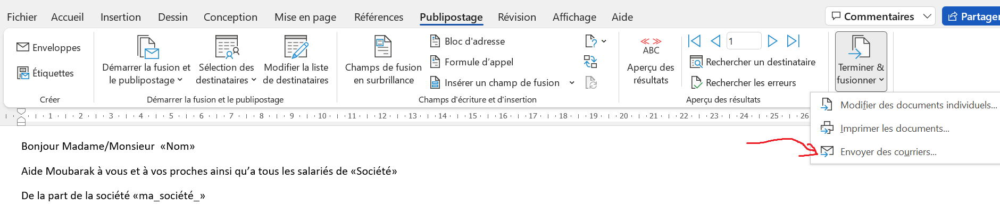 Fichier Accueil Insertion Dessin Conception Mise en page Références Publipostage Révision Affichage Aide Commentaires Partager
Enveloppes
Étiquettes
Créer
Démarrer la fusion et
le publipostage
Sélection des
destinataires
Modifier la liste
de destinataires
Démarrer la fusion et le publipostage
Champs de fusion
en surbrillance
Bloc d'adresse
Formule d'appel
Insérer un champ de fusion
Champs d'écriture et d'insertion
ABC
Aperçu des
résultats
1
Rechercher un destinataire
Rechercher les erreurs
Aperçu des résultats
Terminer &
fusionner
Modifier des documents individuels...
Imprimer les documents...
Envoyer des courriers...
1 2 3 4 5 6 7 8 9 10 11 12 13 14 15 16 17 18 19 20 21 22 23 24 25 26
Bonjour Madame/Monsieur «Nom»
Aide Moubarak à vous et à vos proches ainsi qu'a tous les salariés de «Société»
De la part de la société «ma_société_»